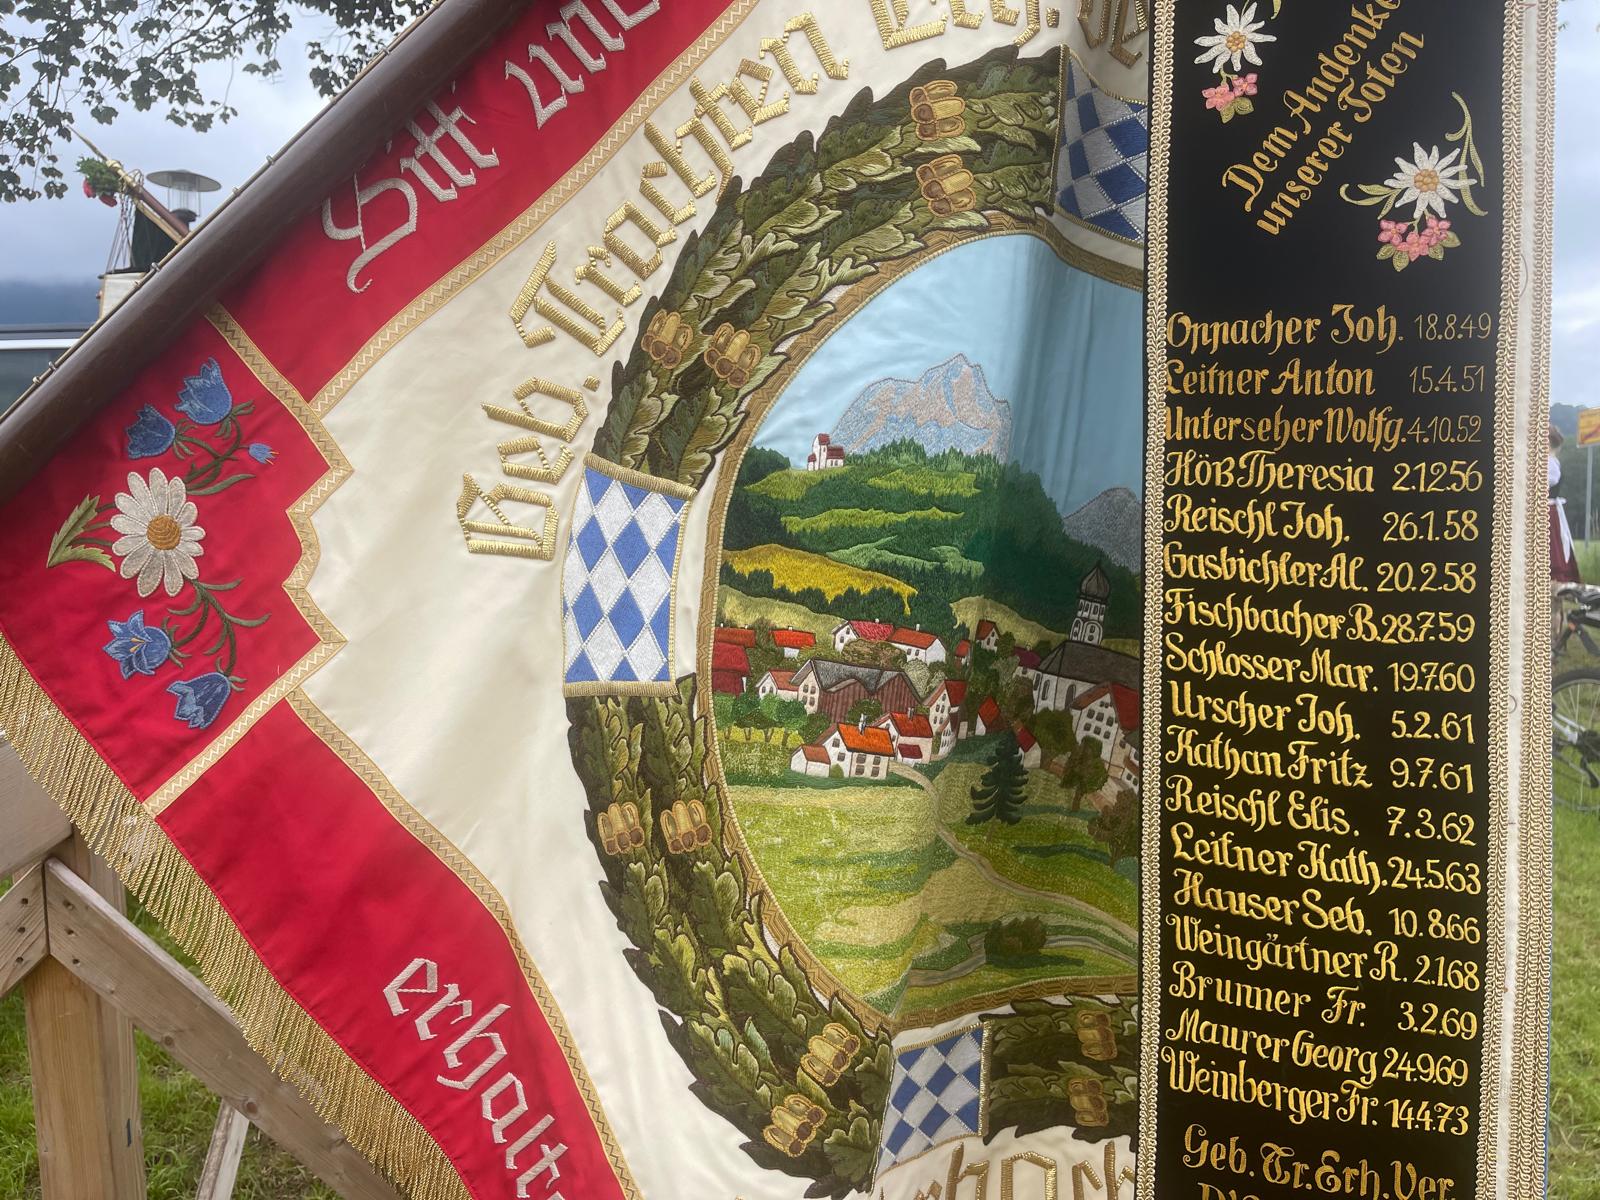 Sitt' und
Geb. Trachten Erh.
erhalt
Dem Andenke
unserer Toten
Oppacher Joh. 18.8.49
Leitner Anton 15.4.51
Unterseher Wolfg. 4.10.52
Höß Theresia 2.12.56
Reischl Joh. 26.1.58
Gasbichler Al. 20.2.58
Fischbacher B. 28.7.59
Schlosser Mar. 19.7.60
Urscher Joh. 5.2.61
Kathan Fritz 9.7.61
Reischl Elis. 7.3.62
Leitner Kath. 24.5.63
Hauser Seb. 10.8.66
Weingärtner R. 2.1.68
Brunner Fr. 3.2.69
Maurer Georg 24.9.69
Weinberger Fr. 14.4.73
Geb. Tr. Erh. Ver.